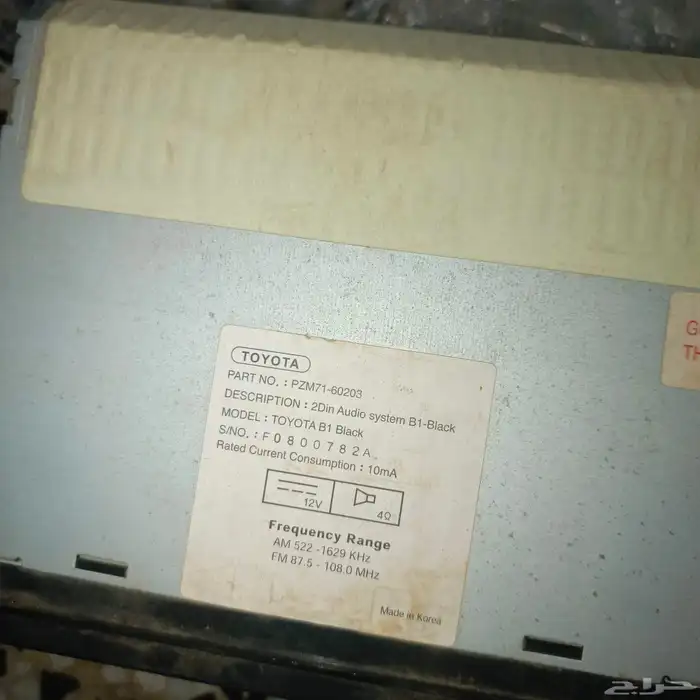 TOYOTA
PART NO. : PZM71-60203
DESCRIPTION : 2Din Audio system B1-Black
MODEL : TOYOTA B1 Black
S/NO. : F0800782A
Rated Current Consumption : 10mA
12V
4Ω
Frequency Range
AM 522 -1629 KHz
FM 87.5 - 108.0 MHz
Made in Korea
G
TH
حراج